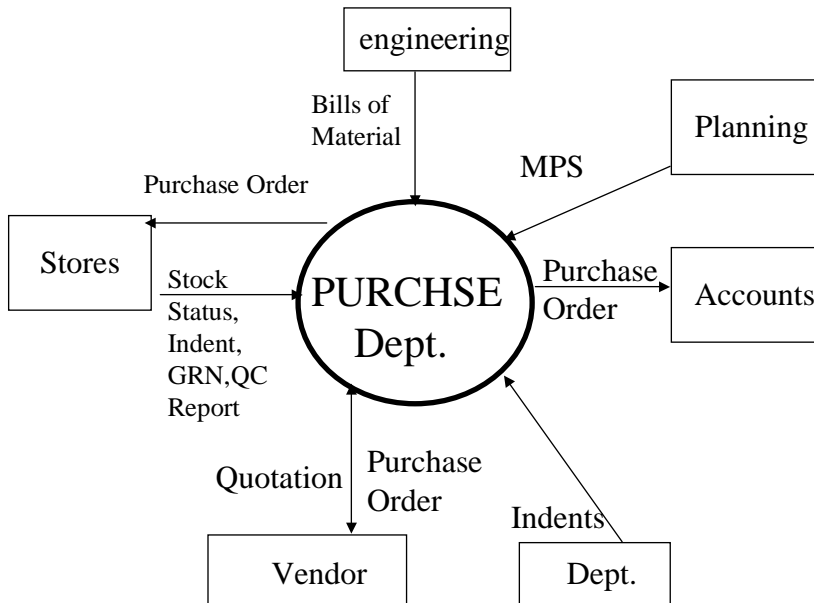 engineering
Bills of
Material
Planning
MPS
Purchase Order
Stores
Stock
Status,
Indent,
GRN,QC
Report
PURCHSE
Dept.
Purchase
Order
Accounts
Quotation
Purchase
Order
Indents
Vendor
Dept.